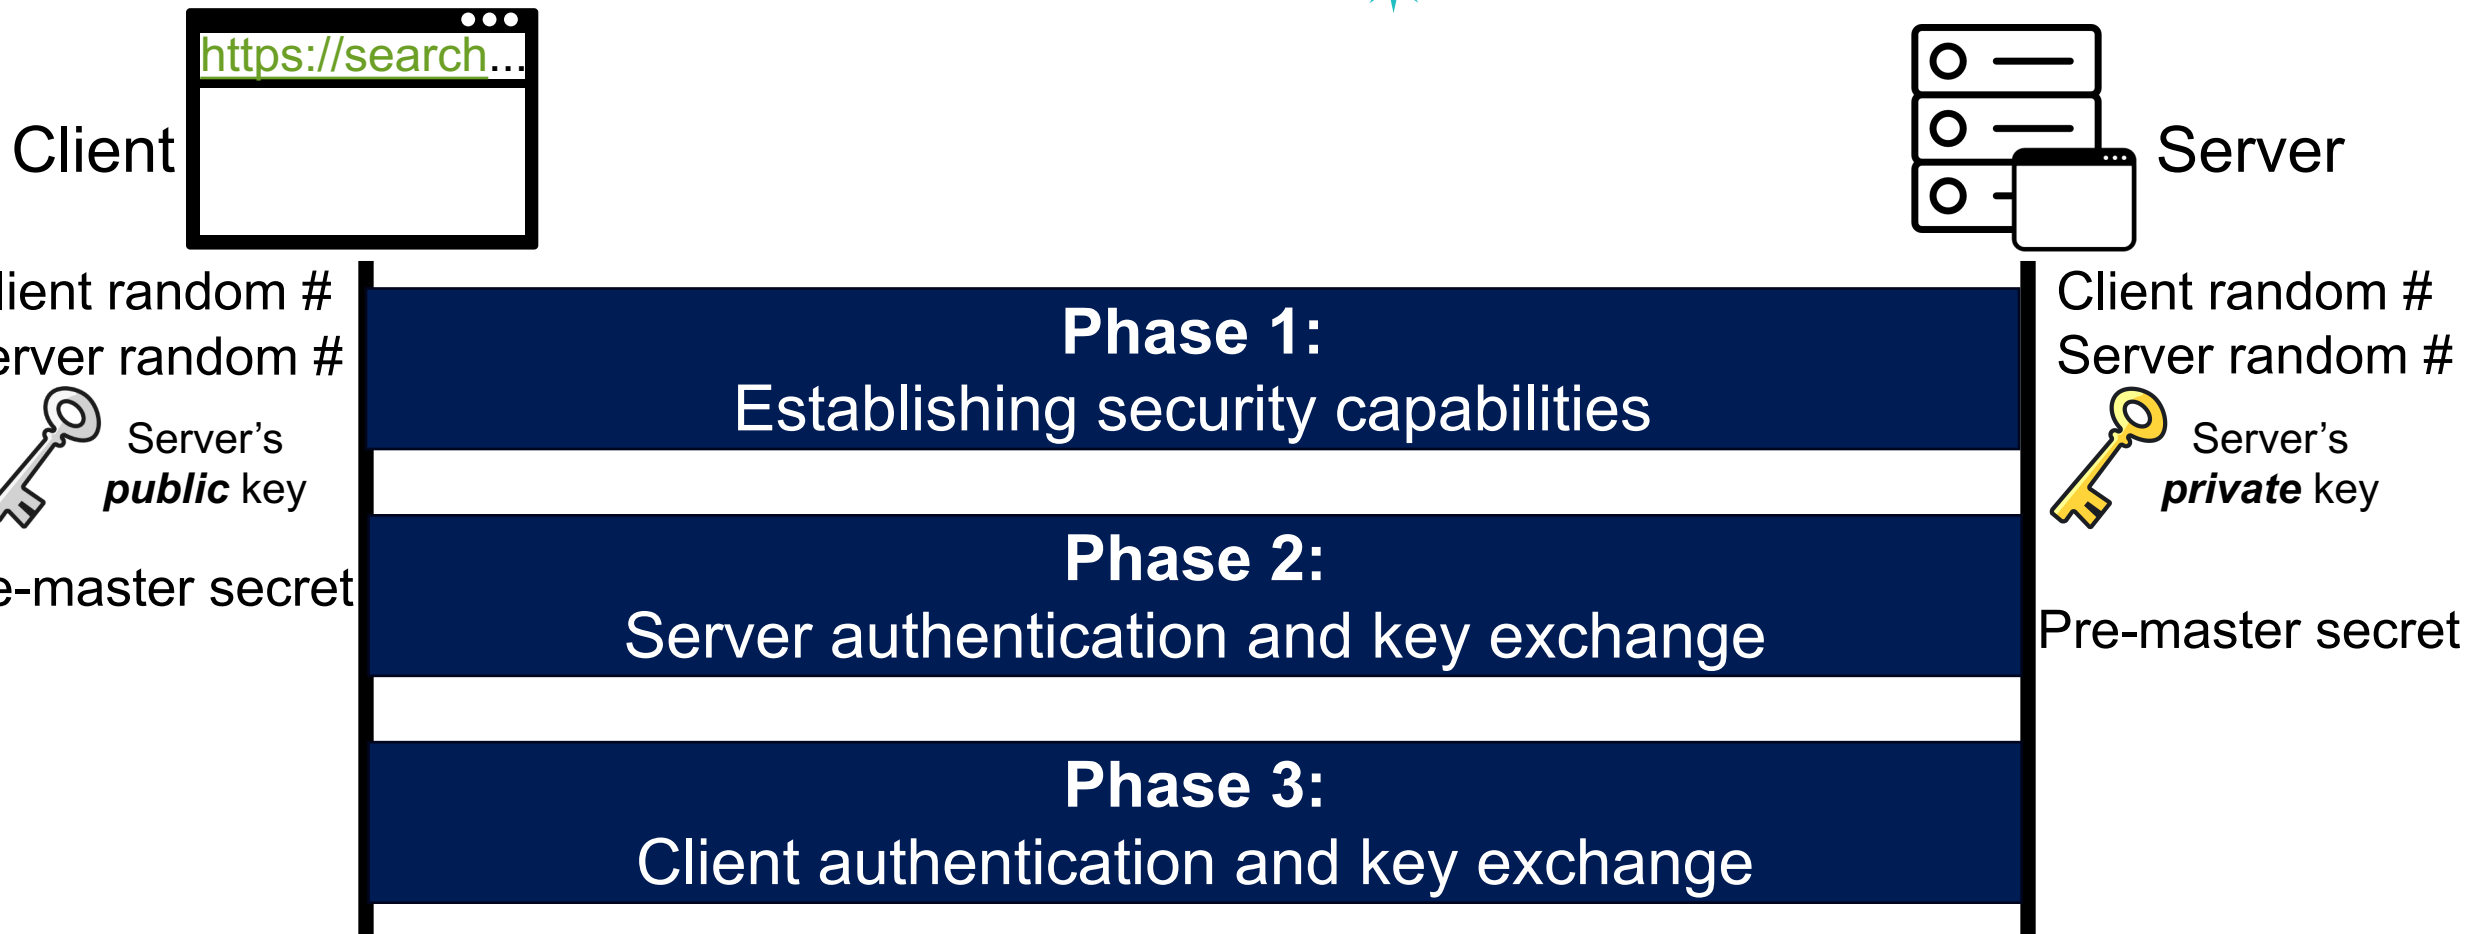 https://search...
Client
Server
lient random #
erver random #
Server’s
public key
e-master secret
Phase 1:
Establishing security capabilities
Phase 2:
Server authentication and key exchange
Phase 3:
Client authentication and key exchange
Client random #
Server random #
Server’s
private key
Pre-master secret